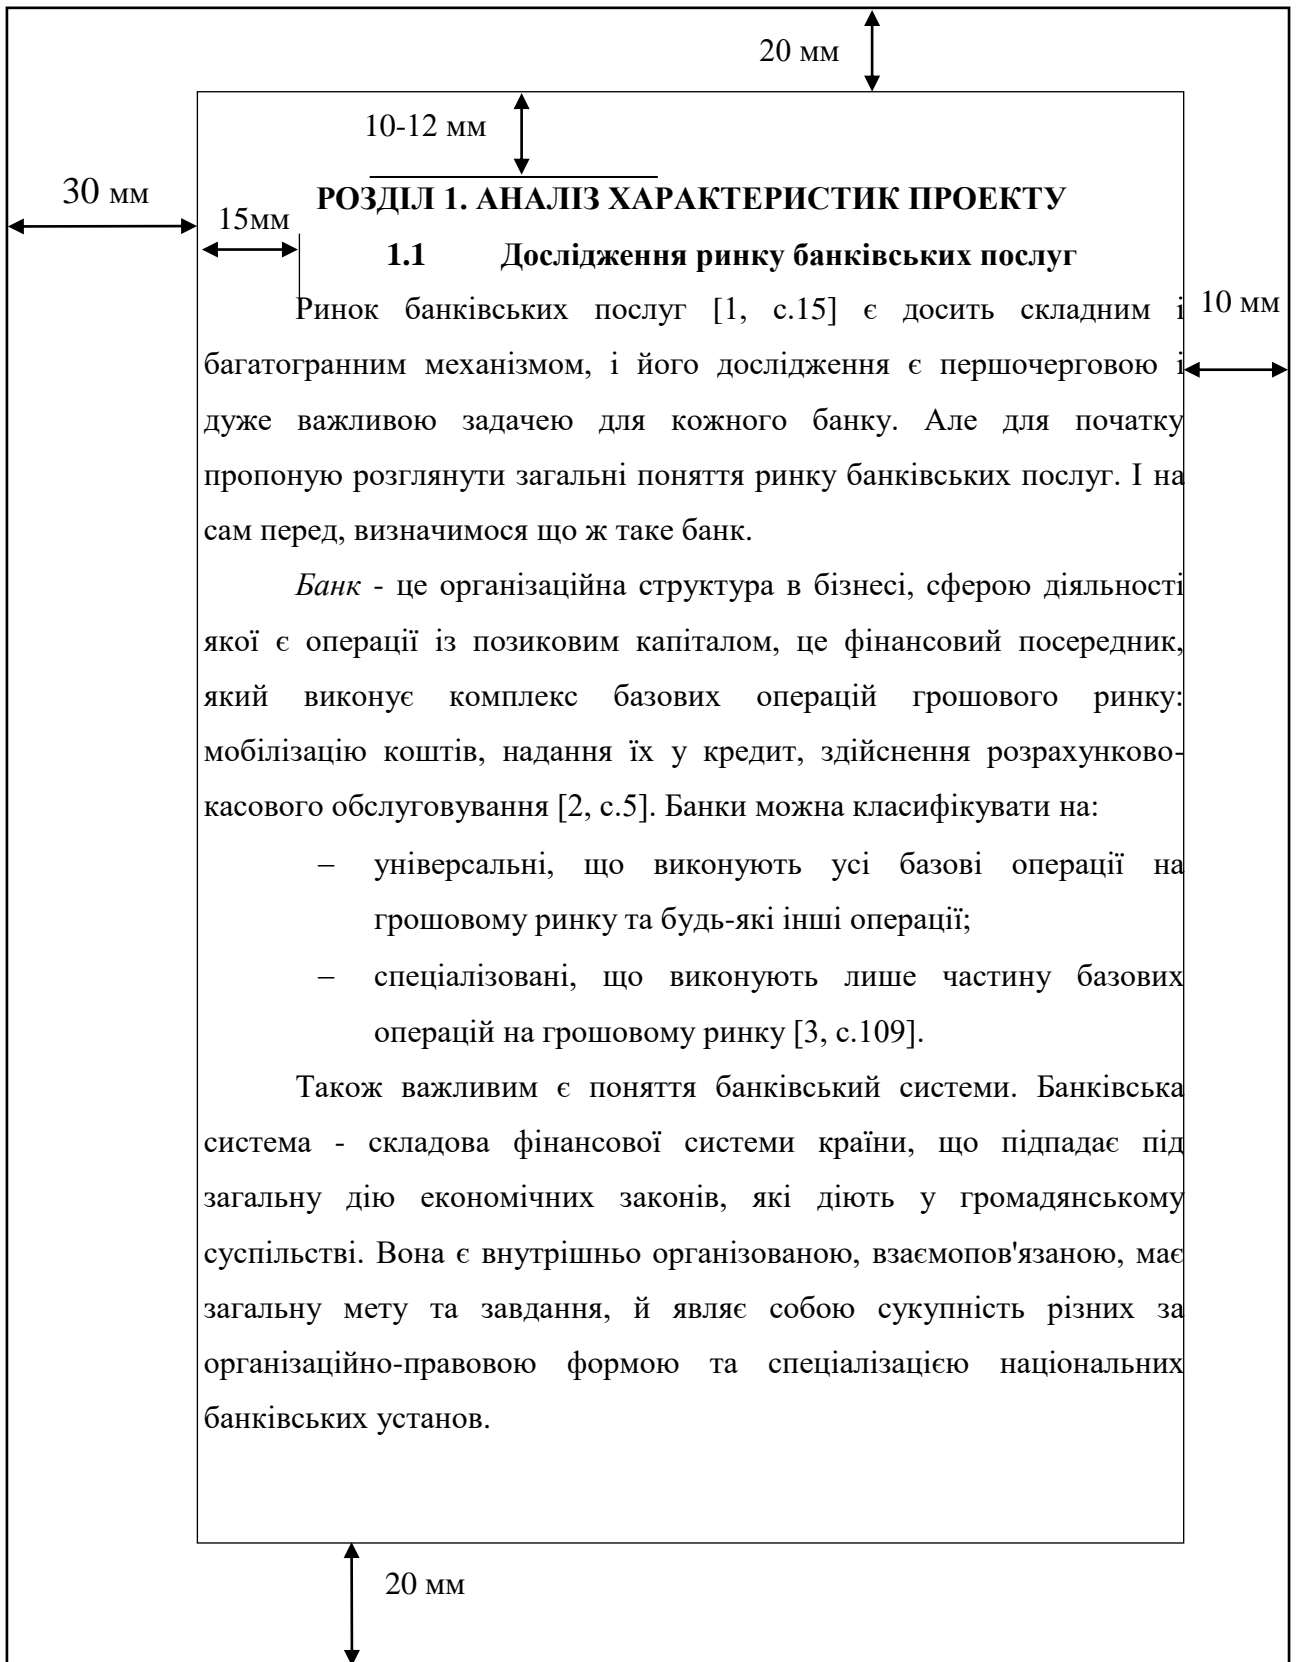 20 мм
10-12 мм
30 мм
РОЗДІЛ 1. АНАЛІЗ ХАРАКТЕРИСТИК ПРОЕКТУ
15мм
1.1 Дослідження ринку банківських послуг
Ринок банківських послуг [1, с.15] є досить складним і
10 мм
багатогранним механізмом, і його дослідження є першочерговою і
дуже важливою задачею для кожного банку. Але для початку
пропоную розглянути загальні поняття ринку банківських послуг. І на
сам перед, визначимося що ж таке банк.
Банк - це організаційна структура в бізнесі, сферою діяльності
якої є операції із позиковим капіталом, це фінансовий посередник,
який виконує комплекс базових операцій грошового ринку:
мобілізацію коштів, надання їх у кредит, здійснення розрахунково-
касового обслуговування [2, с.5]. Банки можна класифікувати на:
– універсальні, що виконують усі базові операції на
грошовому ринку та будь-які інші операції;
– спеціалізовані, що виконують лише частину базових
операцій на грошовому ринку [3, с.109].
Також важливим є поняття банківський системи. Банківська
система - складова фінансової системи країни, що підпадає під
загальну дію економічних законів, які діють у громадянському
суспільстві. Вона є внутрішньо організованою, взаємопов'язаною, має
загальну мету та завдання, й являє собою сукупність різних за
організаційно-правовою формою та спеціалізацією національних
банківських установ.
20 мм